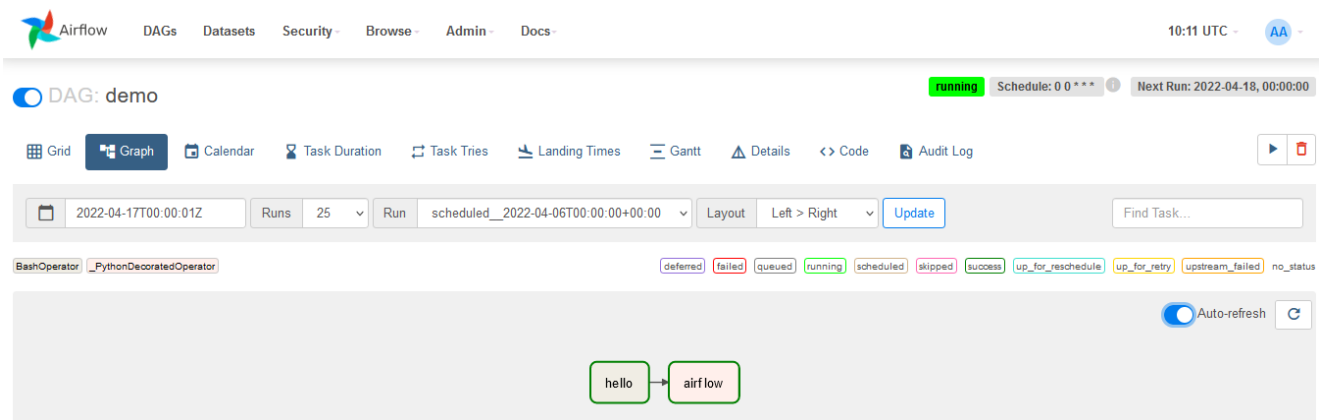 Airflow DAGs Datasets Security Browse Admin Docs 10:11 UTC AA
DAG: demo running Schedule: 0 0 * * * i Next Run: 2022-04-18, 00:00:00
Grid Graph Calendar Task Duration Task Tries Landing Times Gantt Details <> Code Audit Log
2022-04-17T00:00:01Z Runs 25 Run scheduled__2022-04-06T00:00:00+00:00 Layout Left > Right Update Find Task...
BashOperator _PythonDecoratedOperator deferred failed queued running scheduled skipped success up_for_reschedule up_for_retry upstream_failed no_status
Auto-refresh
hello airflow